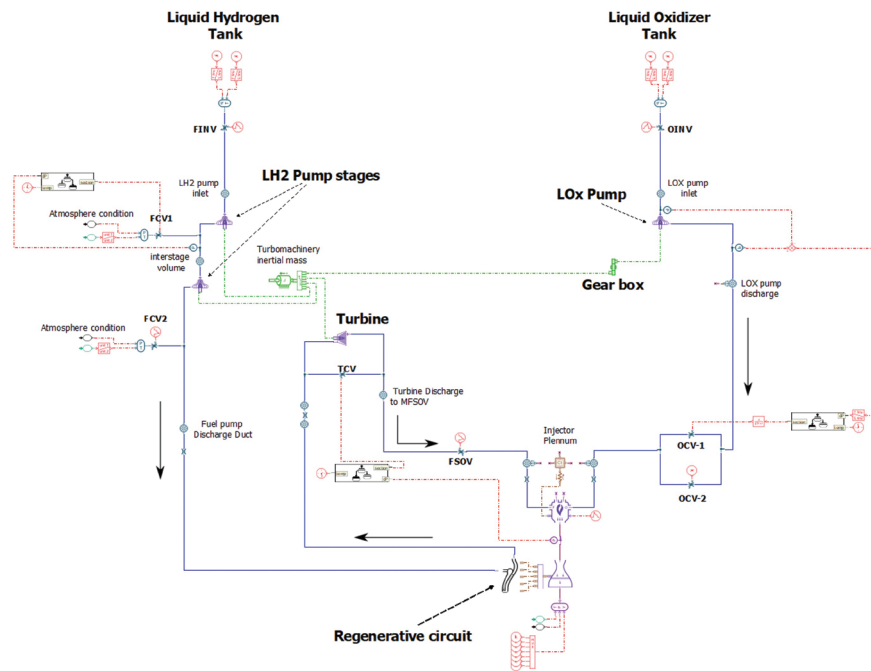 Liquid Hydrogen
Tank
Liquid Oxidizer
Tank
FINV
OINV
LH2 pump
inlet
LH2 Pump stages
LOx Pump
LOX pump
inlet
Atmosphere condition
FCV1
interstage
volume
Turbomachinery
inertial mass
Gear box
LOX pump
discharge
Atmosphere condition
FCV2
Turbine
TCV
Turbine Discharge
to MFSOV
Fuel pump
Discharge Duct
Injector
Plennum
FSOV
OCV-1
OCV-2
Regenerative circuit